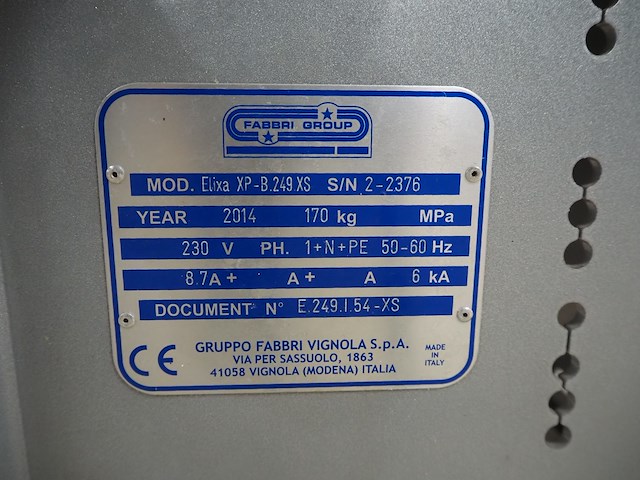 FABBRI GROUP
MOD. Elixa XP-B.249 XS S/N 2-2376
YEAR 2014 170 kg MPa
230 V PH. 1+N+PE 50-60 Hz
8.7A+ A+ A 6 kA
DOCUMENT N° E.249.I.54-XS
CE GRUPPO FABBRI VIGNOLA S.p.A.
VIA PER SASSUOLO, 1863
41058 VIGNOLA (MODENA) ITALIA
MADE
IN
ITALY